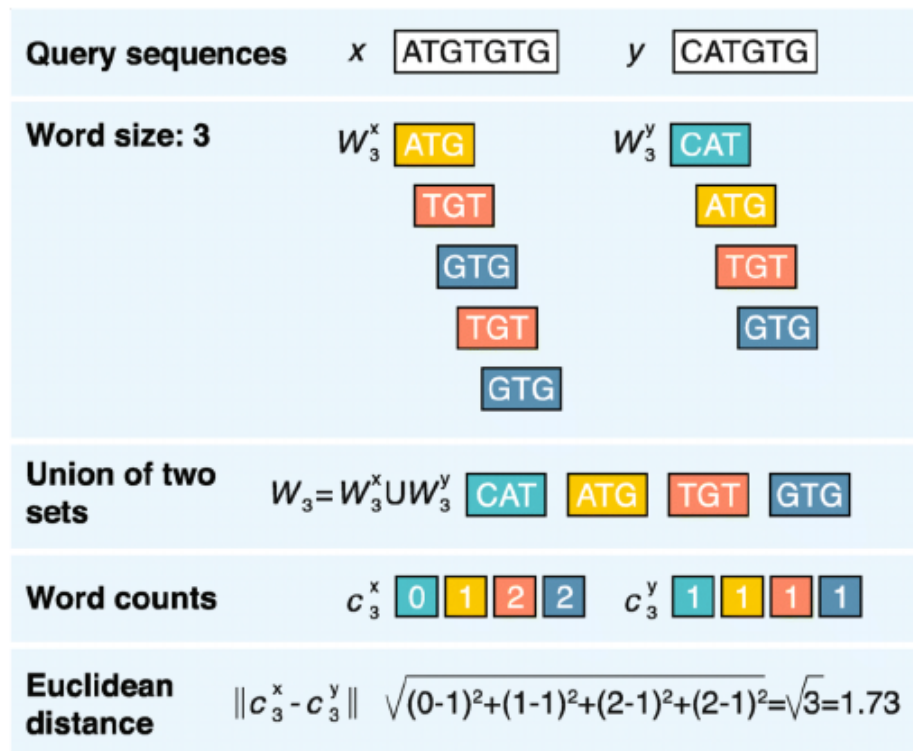 Query sequences x ATGTGTG y CATGTG
Word size: 3 W₃ˣ ATG W₃ʸ CAT
TGT ATG
GTG TGT
TGT GTG
GTG
Union of two sets W₃=W₃ˣUW₃ʸ CAT ATG TGT GTG
Word counts c₃ˣ 0 1 2 2 c₃ʸ 1 1 1 1
Euclidean distance ||c₃ˣ - c₃ʸ|| √(0-1)²+(1-1)²+(2-1)²+(2-1)²=√3=1.73